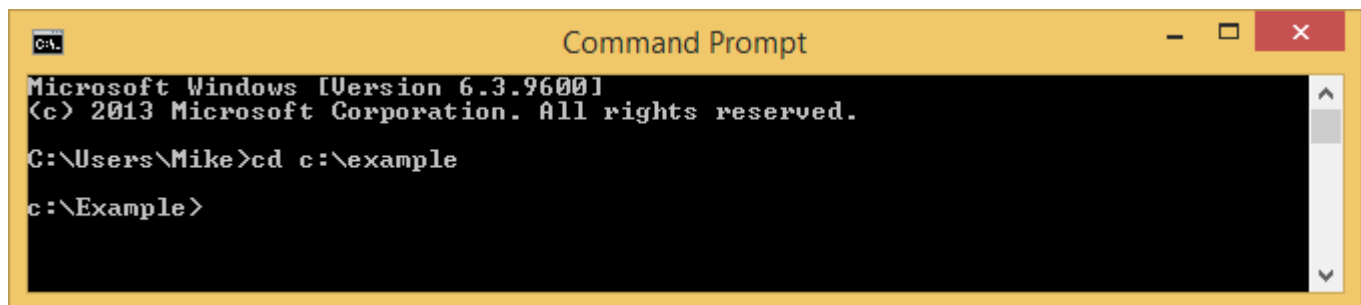 C:\.
Command Prompt
Microsoft Windows [Version 6.3.9600]
(c) 2013 Microsoft Corporation. All rights reserved.
C:\Users\Mike>cd c:\example
c:\Example>